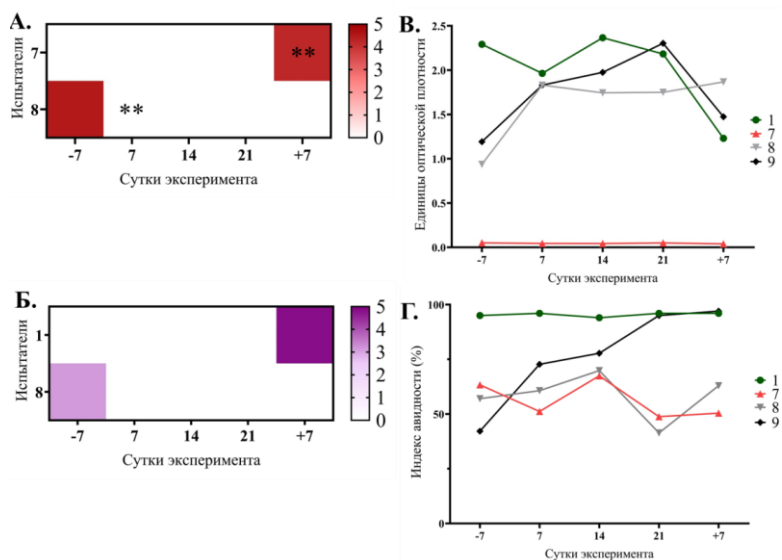 А.
Испытатели
7
8
**
**
-7 7 14 21 +7
Сутки эксперимента
5
4
3
2
1
0
В.
Единицы оптической плотности
2.5
2.0
1.5
1.0
0.5
0.0
-7 7 14 21 +7
Сутки эксперимента
1
7
8
9
Б.
Испытатели
1
8
-7 7 14 21 +7
Сутки эксперимента
5
4
3
2
1
0
Г.
Индекс авидности (%)
100
50
0
-7 7 14 21 +7
Сутки эксперимента
1
7
8
9